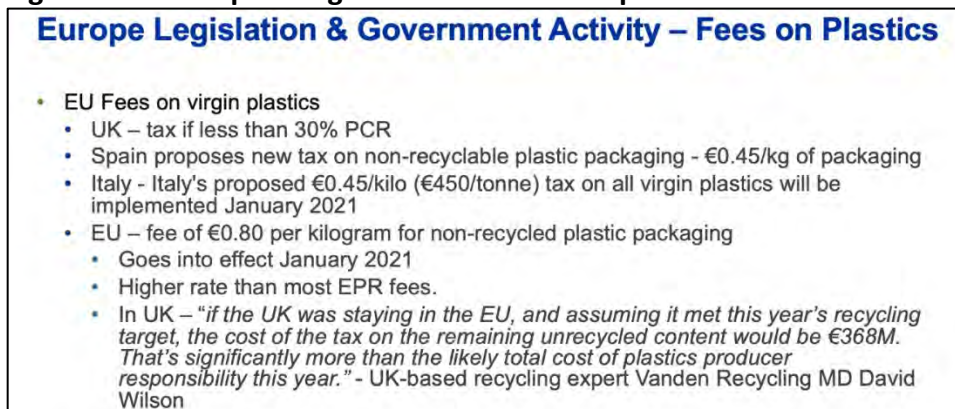 Europe Legislation & Government Activity – Fees on Plastics
• EU Fees on virgin plastics
• UK – tax if less than 30% PCR
• Spain proposes new tax on non-recyclable plastic packaging - €0.45/kg of packaging
• Italy - Italy's proposed €0.45/kilo (€450/tonne) tax on all virgin plastics will be
implemented January 2021
• EU – fee of €0.80 per kilogram for non-recycled plastic packaging
• Goes into effect January 2021
• Higher rate than most EPR fees.
• In UK – "if the UK was staying in the EU, and assuming it met this year's recycling
target, the cost of the tax on the remaining unrecycled content would be €368M.
That's significantly more than the likely total cost of plastics producer
responsibility this year." - UK-based recycling expert Vanden Recycling MD David
Wilson